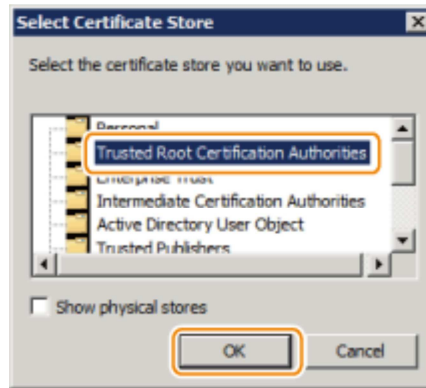 Select Certificate Store
Select the certificate store you want to use.
Personal
Trusted Root Certification Authorities
Enterprise Trust
Intermediate Certification Authorities
Active Directory User Object
Trusted Publishers
Show physical stores
OK
Cancel